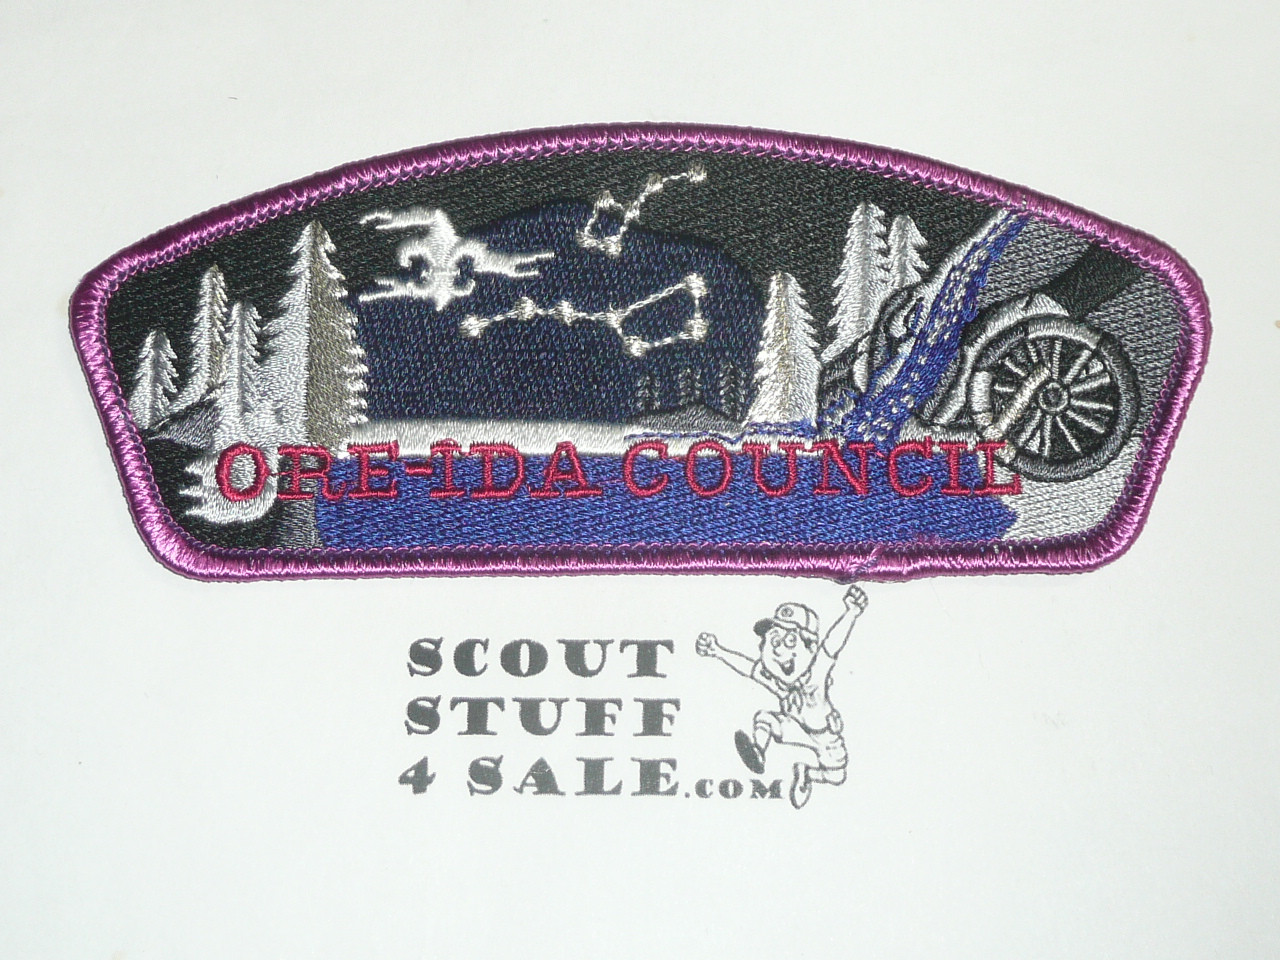 ORE-IDA COUNCIL
SCOUT
STUFF
4 SALE.COM